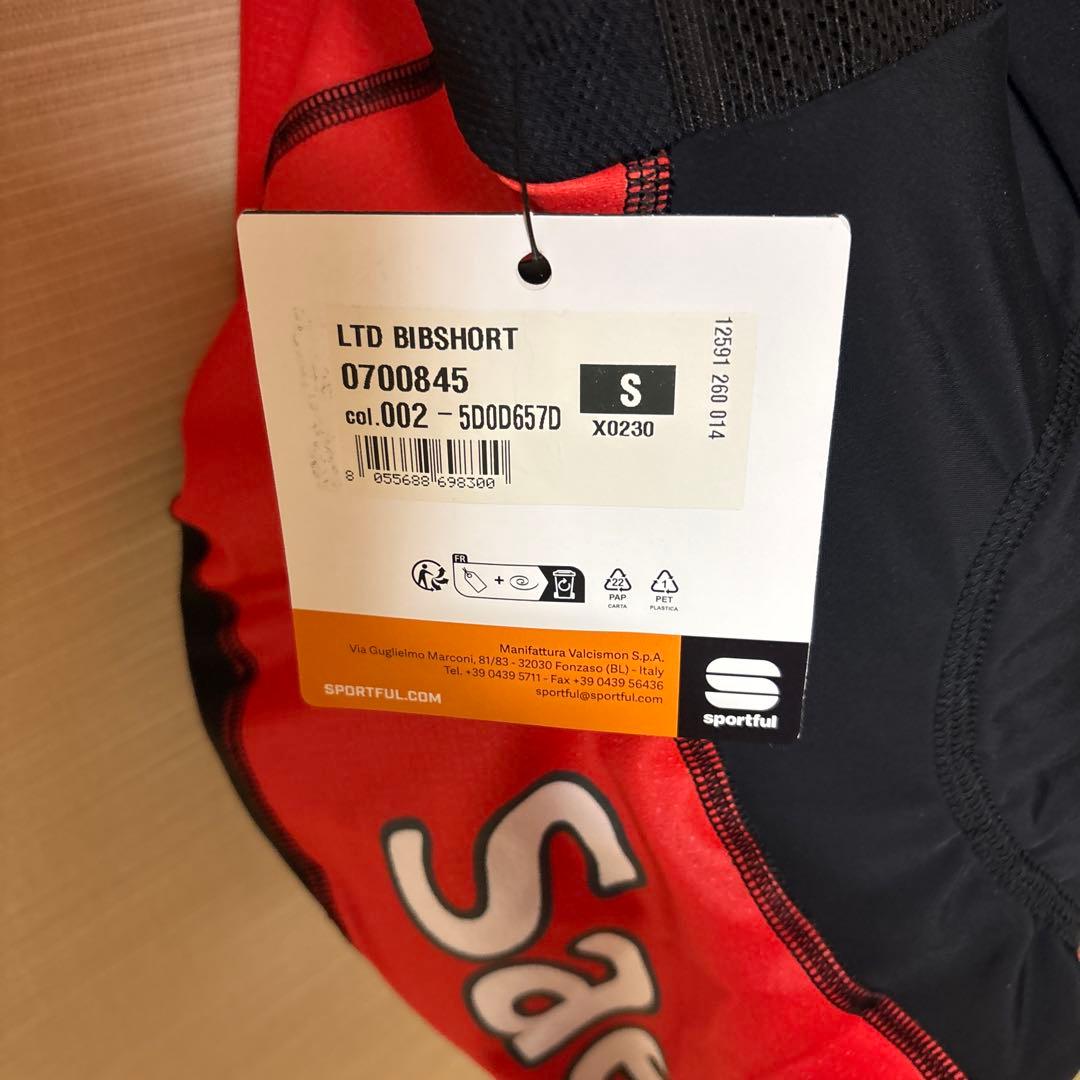 LTD BIBSHORT
0700845
col.002 - 5D0D657D
S
X0230
12591 260 014
8 055688 698300
FR
+
22
PAP
CARTA
1
PET
PLASTICA
Manifattura Valcismon S.p.A.
Via Guglielmo Marconi, 81/83 - 32030 Fonzaso (BL) - Italy
Tel. +39 0439 5711 - Fax +39 0439 56436
sportful@sportful.com
SPORTFUL.COM
sportful
Sae